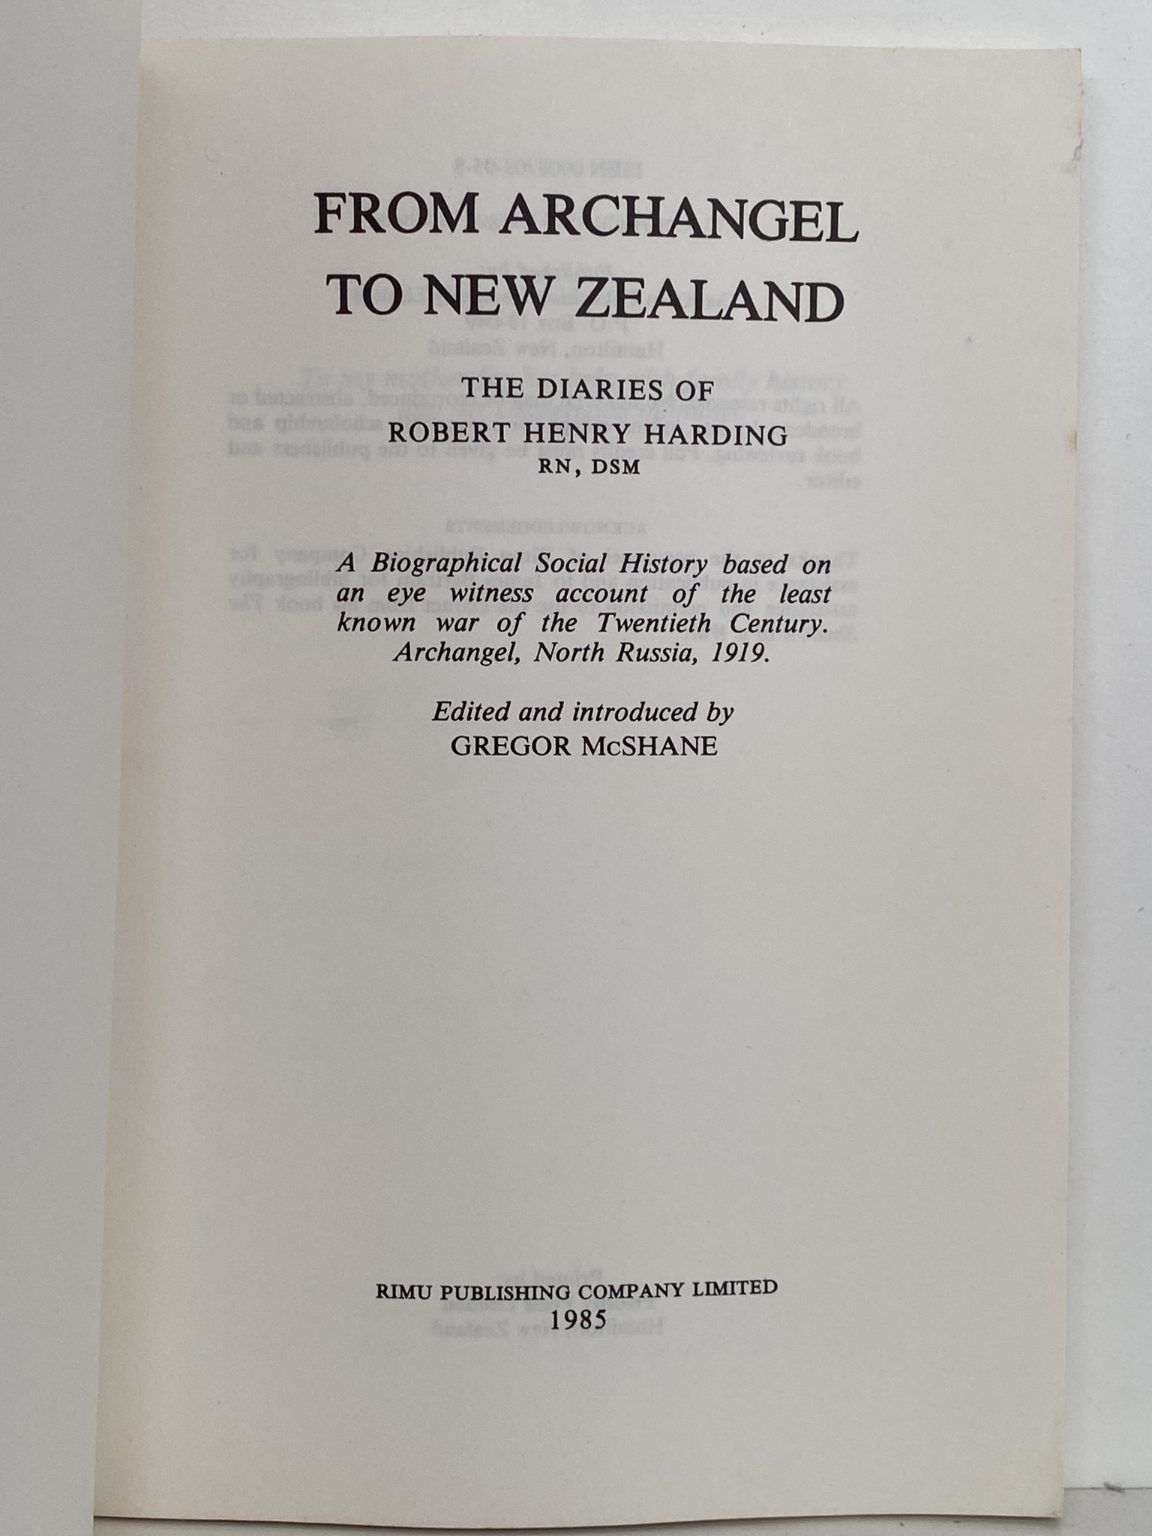 FROM ARCHANGEL
TO NEW ZEALAND
THE DIARIES OF
ROBERT HENRY HARDING
RN, DSM
A Biographical Social History based on
an eye witness account of the least
known war of the Twentieth Century.
Archangel, North Russia, 1919.
Edited and introduced by
GREGOR McSHANE
RIMU PUBLISHING COMPANY LIMITED
1985